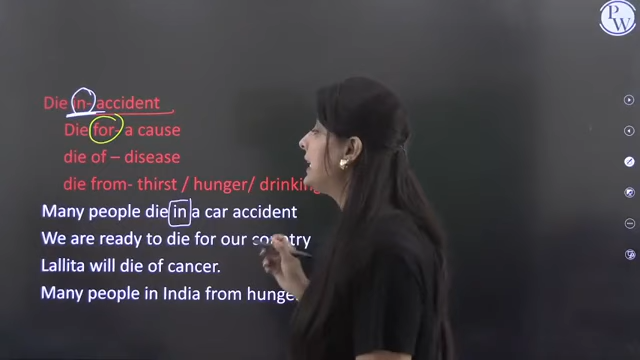 PW
Die in- accident
Die for- a cause
die of – disease
die from- thirst / hunger/ drinking
Many people die in a car accident
We are ready to die for our country
Lallita will die of cancer.
Many people in India from hunger